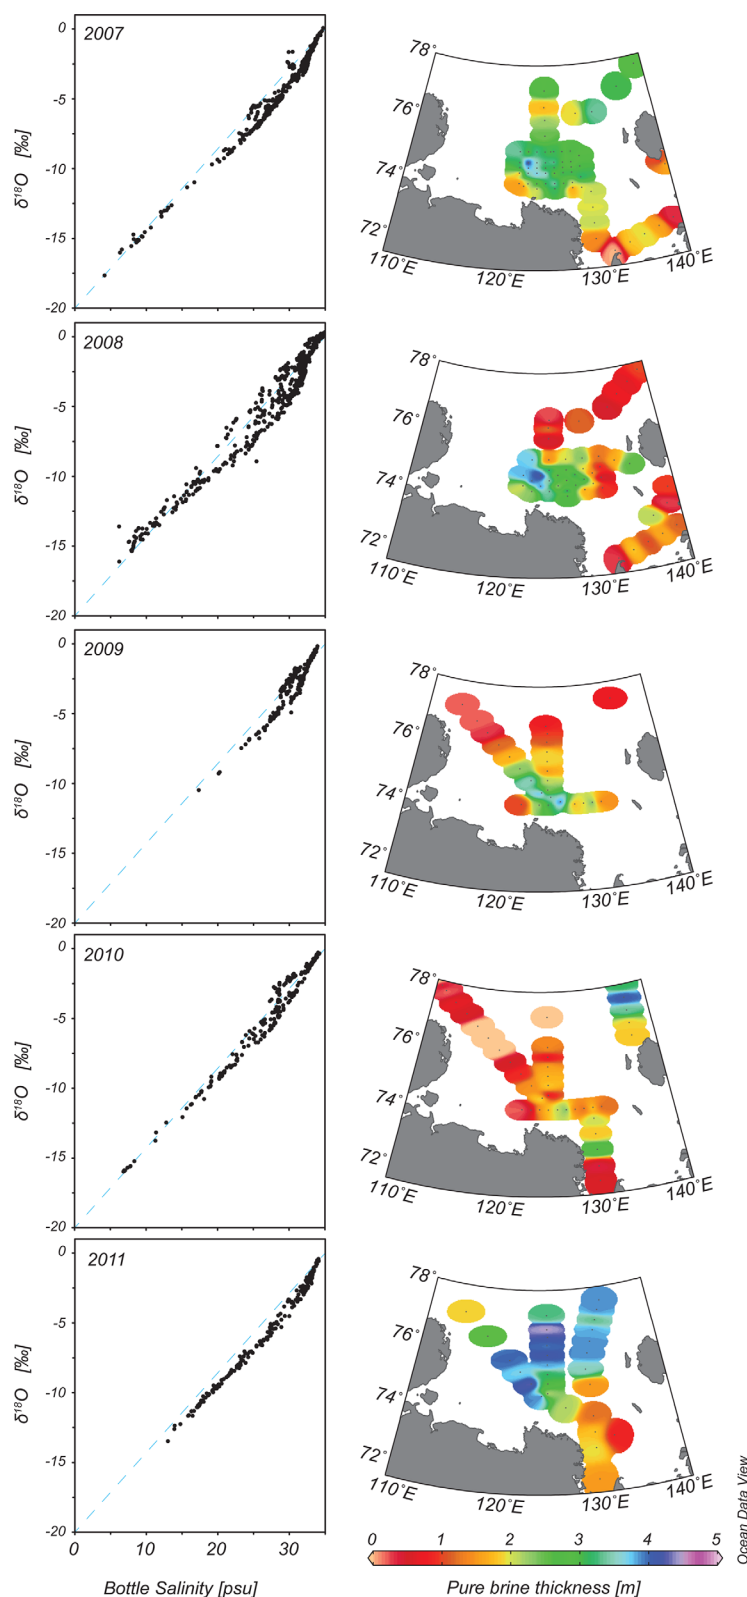 2007
0
-5
-10
-15
-20
δ18O [‰]
78°
76°
74°
72°
110°E
120°E
130°E
140°E
2008
0
-5
-10
-15
-20
δ18O [‰]
78°
76°
74°
72°
110°E
120°E
130°E
140°E
2009
0
-5
-10
-15
-20
δ18O [‰]
78°
76°
74°
72°
110°E
120°E
130°E
140°E
2010
0
-5
-10
-15
-20
δ18O [‰]
78°
76°
74°
72°
110°E
120°E
130°E
140°E
2011
0
-5
-10
-15
-20
δ18O [‰]
0 10 20 30
Bottle Salinity [psu]
78°
76°
74°
72°
110°E
120°E
130°E
140°E
0 1 2 3 4 5
Pure brine thickness [m]
Ocean Data View